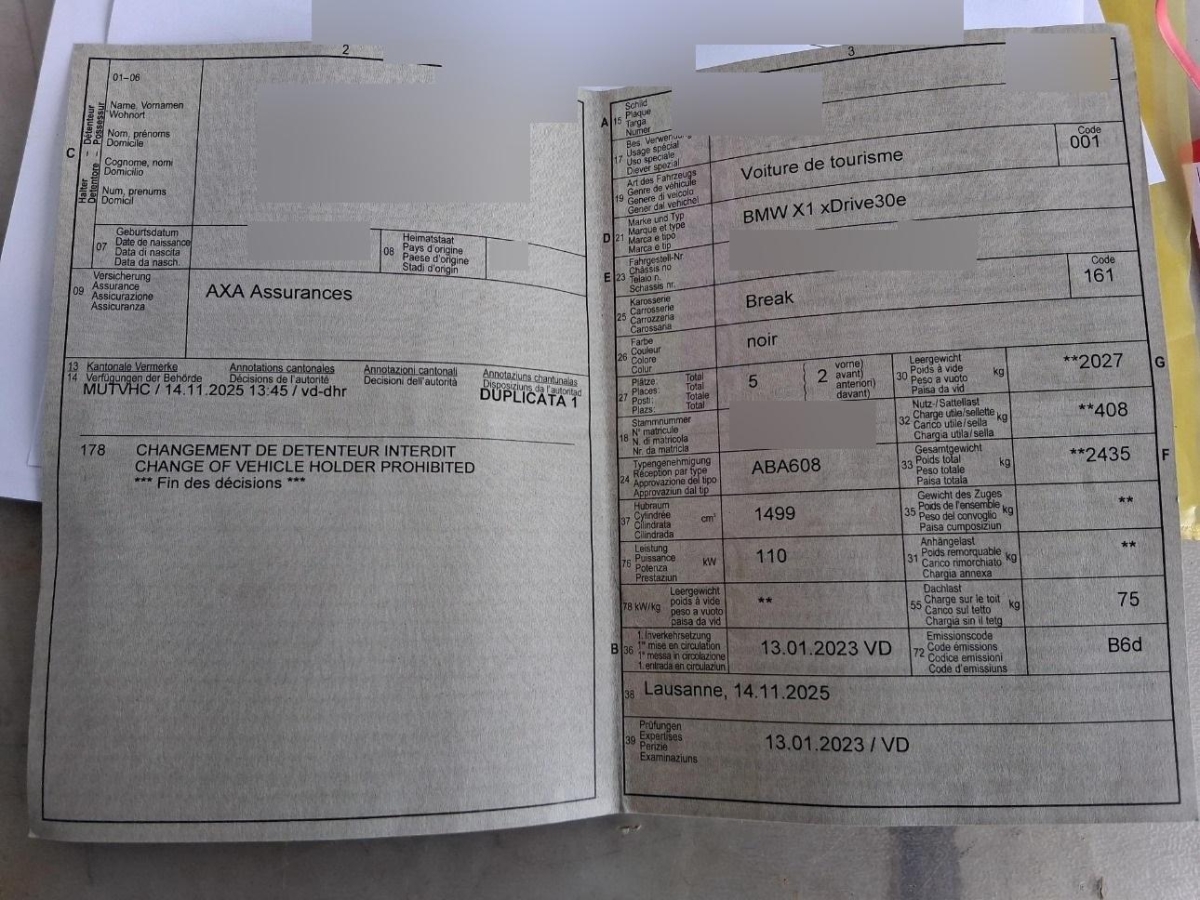 2
01-06
C
Halter Détenteur
Detentore Possessur
Name, Vornamen
Wohnort
Nom, prénoms
Domicile
Cognome, nomi
Domicilio
Num, prenums
Domicil
07
Geburtsdatum
Date de naissance
Data di nascita
Data da nasch.
08
Heimatstaat
Pays d'origine
Paese d'origine
Stadi d'origin
09
Versicherung
Assurance
Assicurazione
Assicuranza
AXA Assurances
13 Kantonale Vermerke Annotations cantonales Annotazioni cantonali Annotaziuns chantunalas
14 Verfügungen der Behörde Décisions de l'autorité Decisioni dell'autorità Disposiziuns da l'autoritad
MUTVHC / 14.11.2025 13:45 / vd-dhr
DUPLICATA 1
178 CHANGEMENT DE DETENTEUR INTERDIT
CHANGE OF VEHICLE HOLDER PROHIBITED
*** Fin des décisions ***
3
A 15
Schild
Plaque
Targa
Numer
17
Bes. Verwendu
Usage spécial
Uso speciale
Diever spezial
19
Art des Fahrzeugs
Genre de véhicule
Genere di veicolo
Gener dal vehichel
Voiture de tourisme
Code
001
D 21
Marke und Typ
Marque et type
Marca e tipo
Marca e tip
BMW X1 xDrive30e
E 23
Fahrgestell-Nr
Châssis no
Telaio n.
Schassis nr.
25
Karosserie
Carrosserie
Carrozzeria
Carossaria
Break
Code
161
26
Farbe
Couleur
Colore
Colur
noir
27
Plätze: Total
Places: Total
Posti: Totale
Plazs: Total
5
2
vorne)
avant)
anteriori)
davant)
30
Leergewicht
Poids à vide
Peso a vuoto
Paisa da vid
kg
**2027
G
18
Stammnummer
N° matricule
N. di matricola
Nr. da matricla
32
Nutz-/Sattellast
Charge utile/sellette
Carico utile/sella
Chargia utila/sella
kg
**408
24
Typengenehmigung
Réception par type
Approvazione del tipo
Approvaziun dal tip
ABA608
33
Gesamtgewicht
Poids total
Peso totale
Paisa totala
kg
**2435
F
37
Hubraum
Cylindrée
Cilindrata
Cilindrada
cm³
1499
35
Gewicht des Zuges
Poids de l'ensemble
Peso del convoglio
Paisa cumposiziun
kg
**
76
Leistung
Puissance
Potenza
Prestaziun
kW
110
31
Anhängelast
Poids remorquable
Carico rimorchiato
Chargia annexa
kg
**
78 kW/kg
Leergewicht
poids à vide
peso a vuoto
paisa da vid
**
55
Dachlast
Charge sur le toit
Carico sul tetto
Chargia sin il tetg
kg
75
B 36
1. Inverkehrsetzung
1re mise en circulation
1a messa in circolazione
1. entrada en circulaziun
13.01.2023 VD
72
Emissionscode
Code émissions
Codice emissioni
Code d'emissiuns
B6d
38 Lausanne, 14.11.2025
39
Prüfungen
Expertises
Perizie
Examinaziuns
13.01.2023 / VD